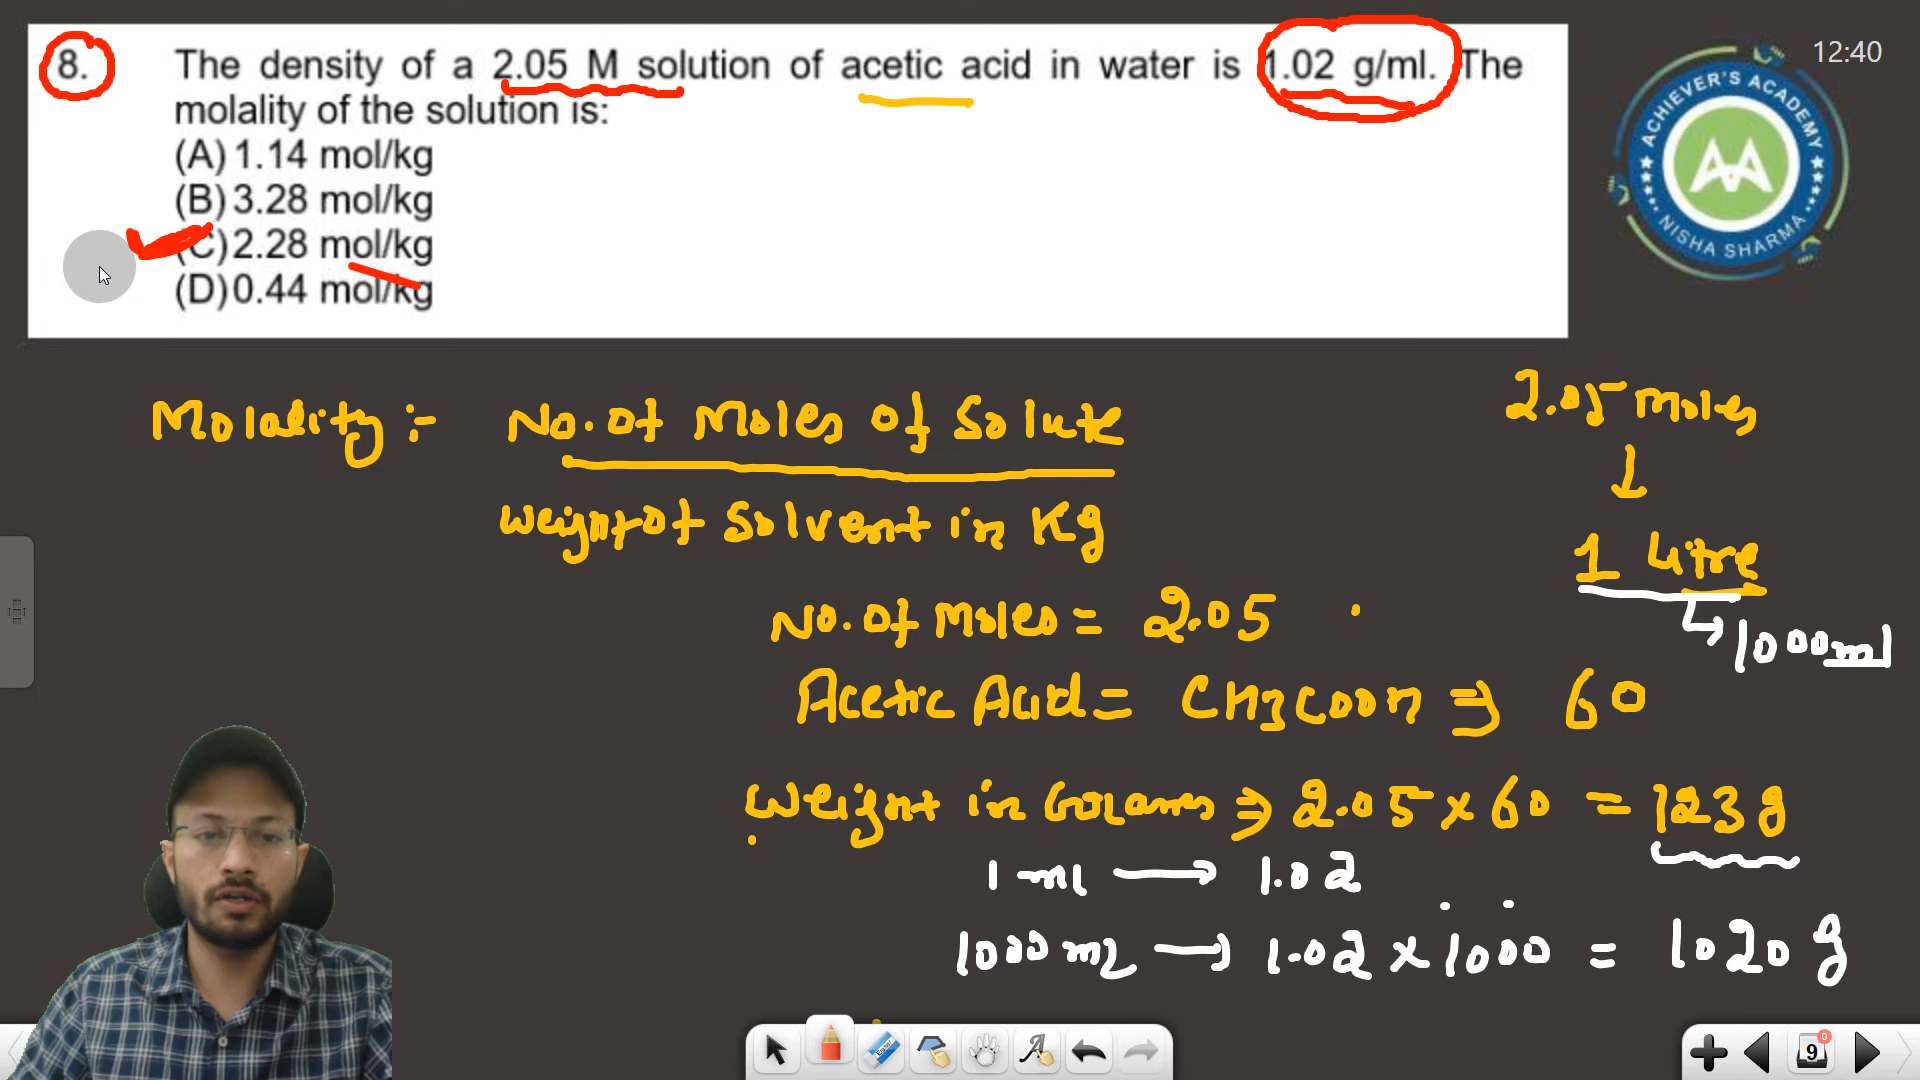 8. The density of a 2.05 M solution of acetic acid in water is 1.02 g/ml. The
molality of the solution is:
(A) 1.14 mol/kg
(B) 3.28 mol/kg
(C) 2.28 mol/kg
(D) 0.44 mol/kg
12:40
ACHIEVER'S ACADEMY
AA
NISHA SHARMA
Molality :- No. of Moles of Solute
weight of Solvent in Kg
2.05 moles
↓
1 Litre
↳ 1000ml
No. of Moles = 2.05
Acetic Acid = CH3COOH ⇒ 60
Weight in Grams ⇒ 2.05 × 60 = 123 g
1 ml → 1.02
1000 ml → 1.02 × 1000 = 1020 g
Eraser
A
9
0